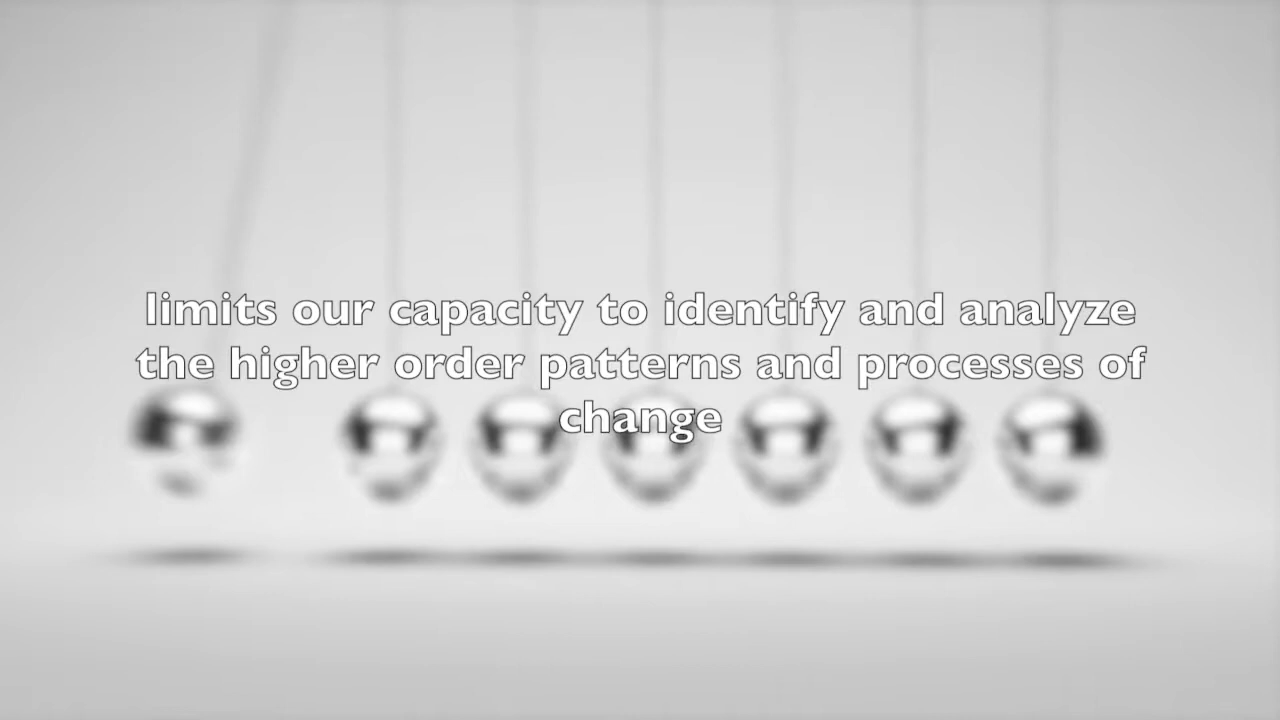 limits our capacity to identify and analyze
the higher order patterns and processes of
change